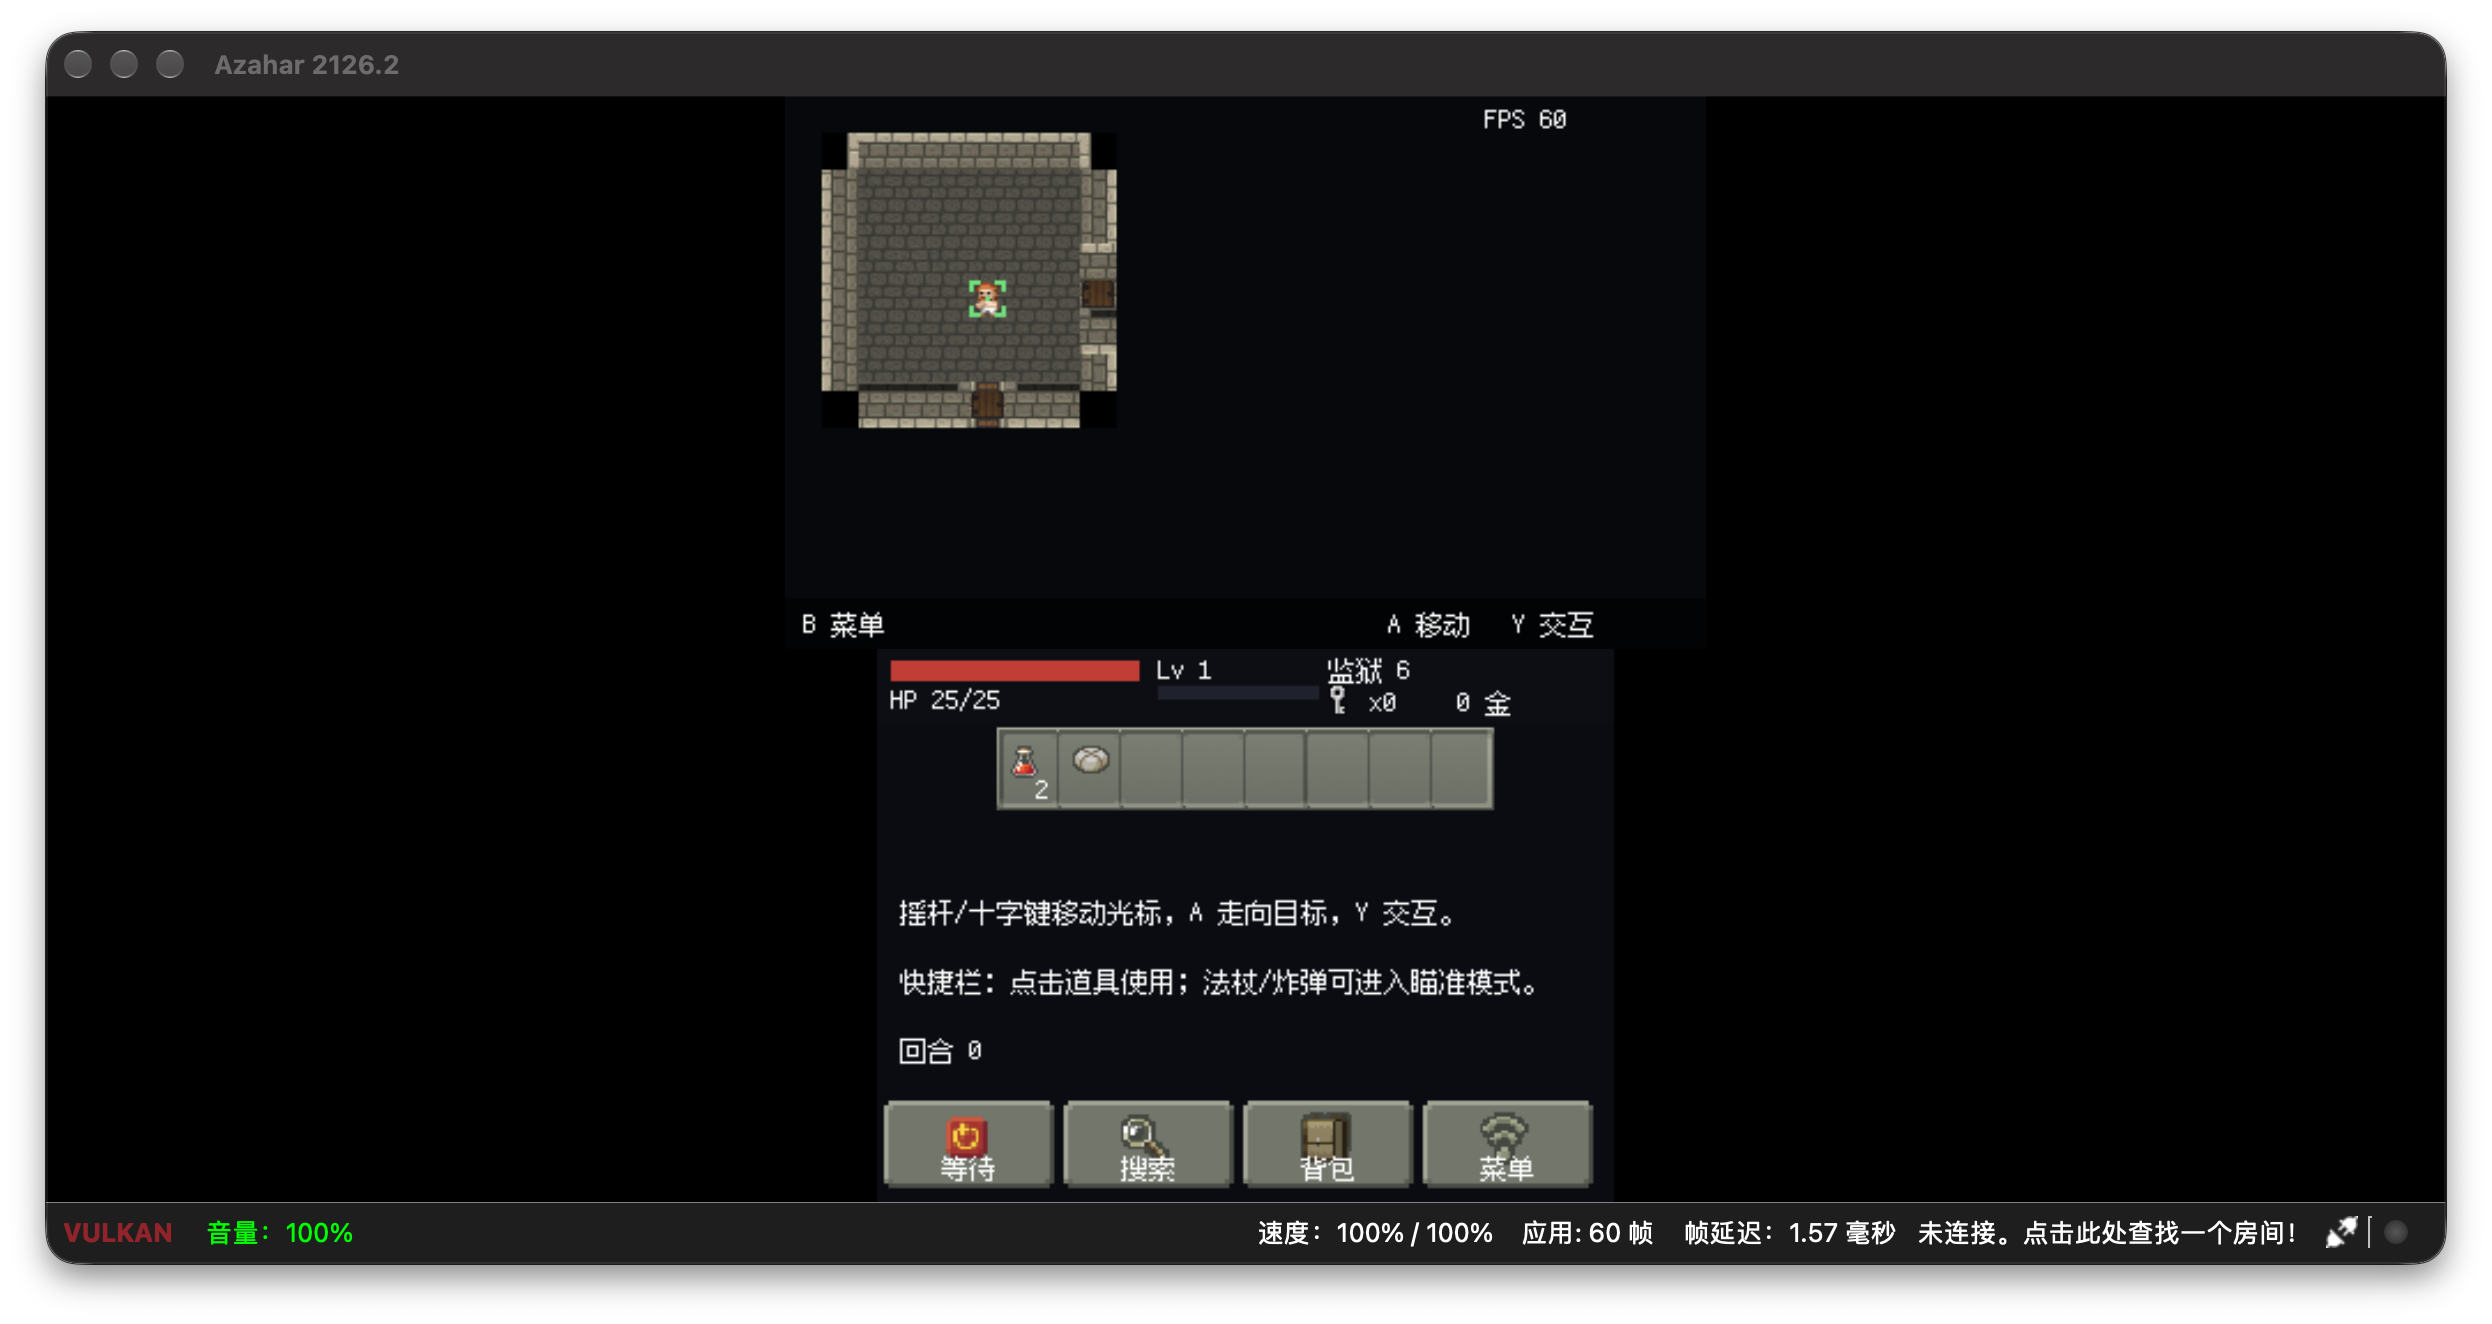 Azahar 2126.2
FPS 60
B 菜单 A 移动 Y 交互
Lv 1 监狱 6
HP 25/25 x0 0 金
2
摇杆/十字键移动光标，A 走向目标，Y 交互。
快捷栏：点击道具使用；法杖/炸弹可进入瞄准模式。
回合 0
等待 搜索 背包 菜单
VULKAN 音量：100% 速度：100% / 100% 应用: 60 帧 帧延迟：1.57 毫秒 未连接。点击此处查找一个房间！